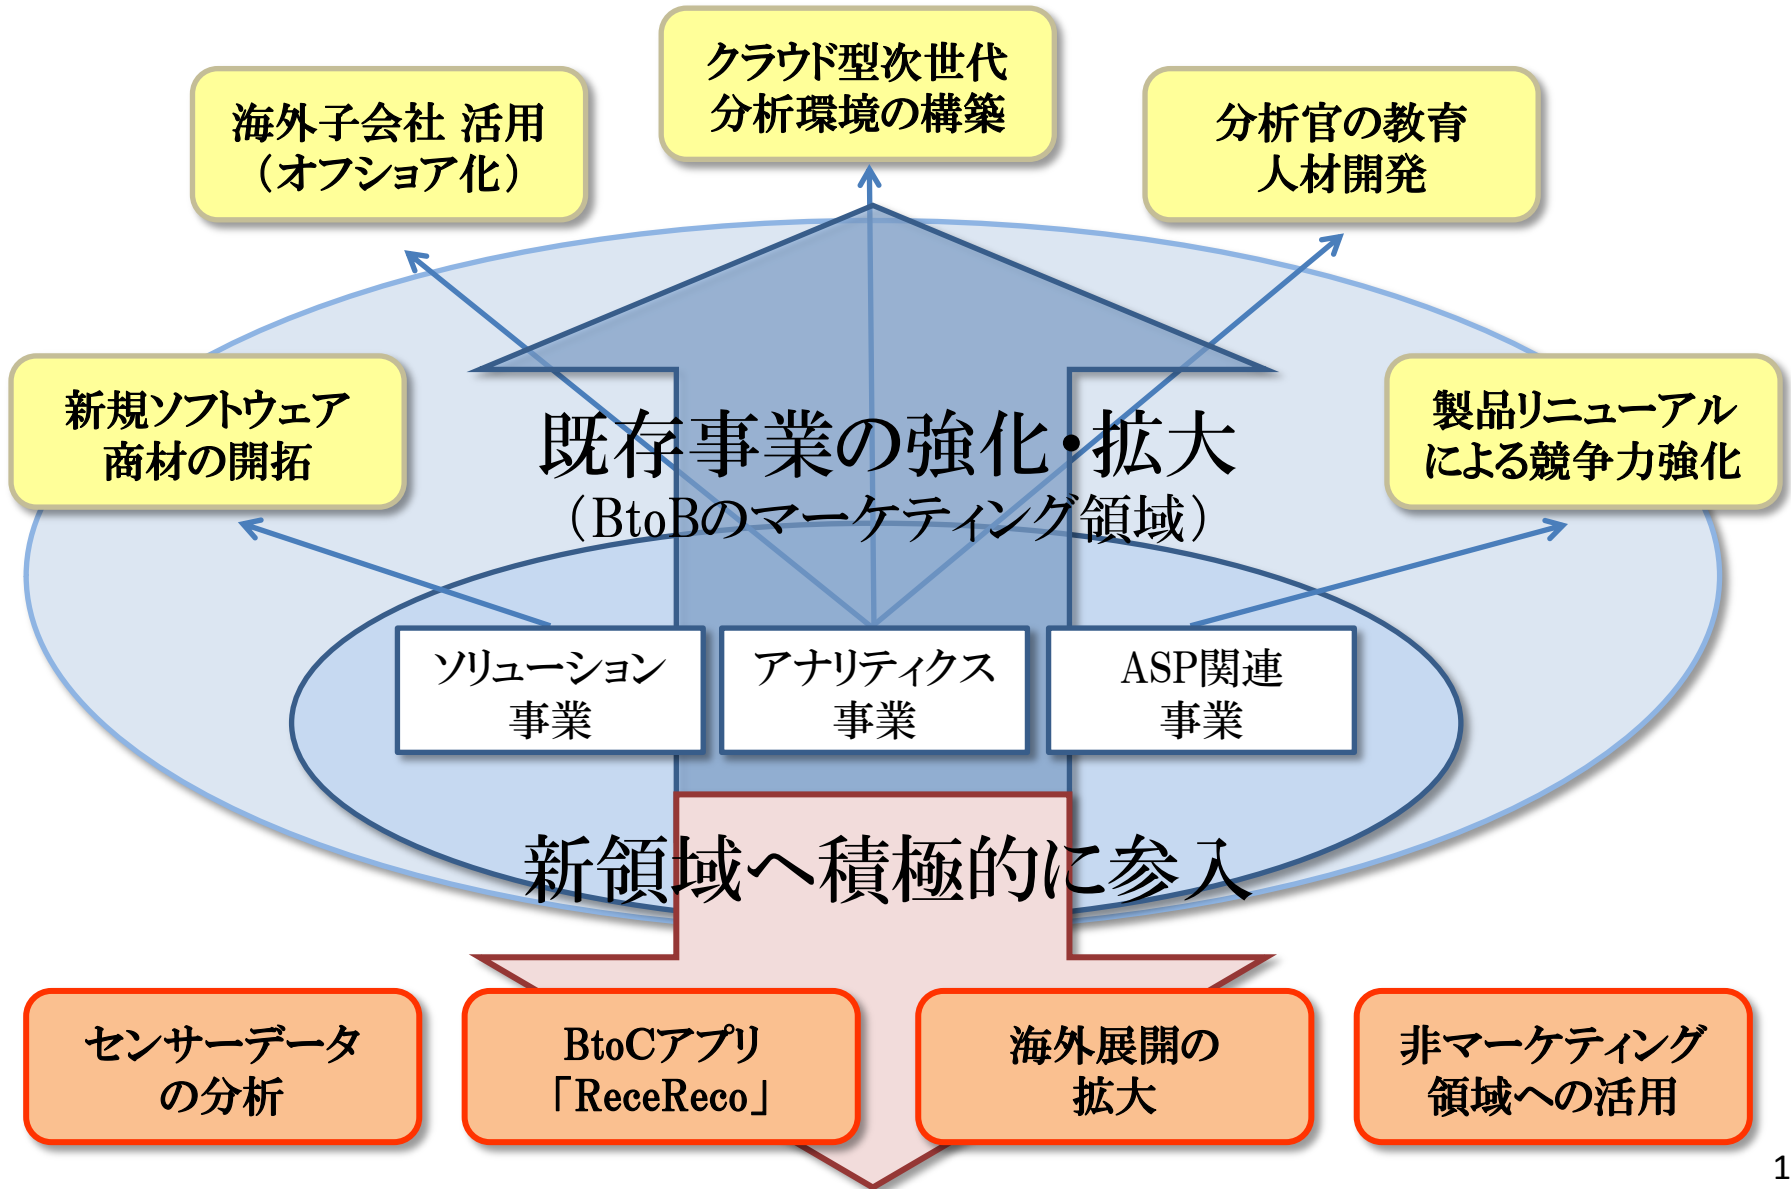 クラウド型次世代
分析環境の構築
海外子会社 活用
（オフショア化）
分析官の教育
人材開発
新規ソフトウェア
商材の開拓
製品リニューアル
による競争力強化
既存事業の強化・拡大
（BtoBのマーケティング領域）
ソリューション
事業
アナリティクス
事業
ASP関連
事業
新領域へ積極的に参入
センサーデータ
の分析
BtoCアプリ
「ReceReco」
海外展開の
拡大
非マーケティング
領域への活用
1